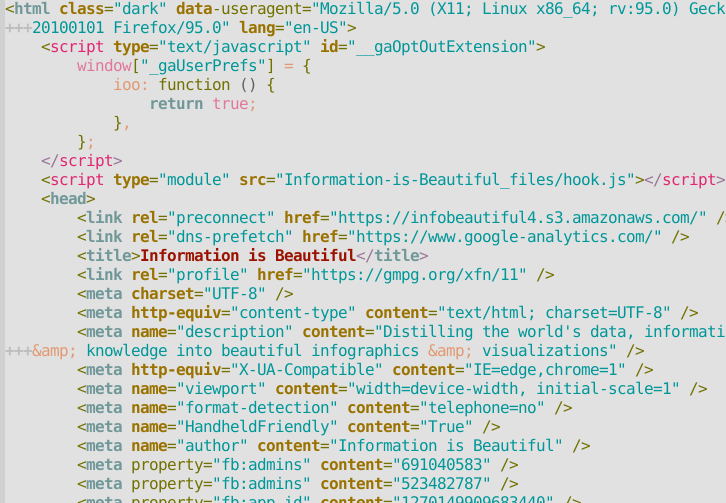 <html class="dark" data-useragent="Mozilla/5.0 (X11; Linux x86_64; rv:95.0) Geck
+++20100101 Firefox/95.0" lang="en-US">
<script type="text/javascript" id="__gaOptOutExtension">
window["_gaUserPrefs"] = {
ioo: function () {
return true;
},
};
</script>
<script type="module" src="Information-is-Beautiful_files/hook.js"></script>
<head>
<link rel="preconnect" href="https://infobeautiful4.s3.amazonaws.com/" />
<link rel="dns-prefetch" href="https://www.google-analytics.com/" />
<title>Information is Beautiful</title>
<link rel="profile" href="https://gmpg.org/xfn/11" />
<meta charset="UTF-8" />
<meta http-equiv="content-type" content="text/html; charset=UTF-8" />
<meta name="description" content="Distilling the world's data, informati
+++&amp; knowledge into beautiful infographics &amp; visualizations" />
<meta http-equiv="X-UA-Compatible" content="IE=edge,chrome=1" />
<meta name="viewport" content="width=device-width, initial-scale=1" />
<meta name="format-detection" content="telephone=no" />
<meta name="HandheldFriendly" content="True" />
<meta name="author" content="Information is Beautiful" />
<meta property="fb:admins" content="691040583" />
<meta property="fb:admins" content="523482787" />
<meta property="fb:app_id" content="1270149909683440" />